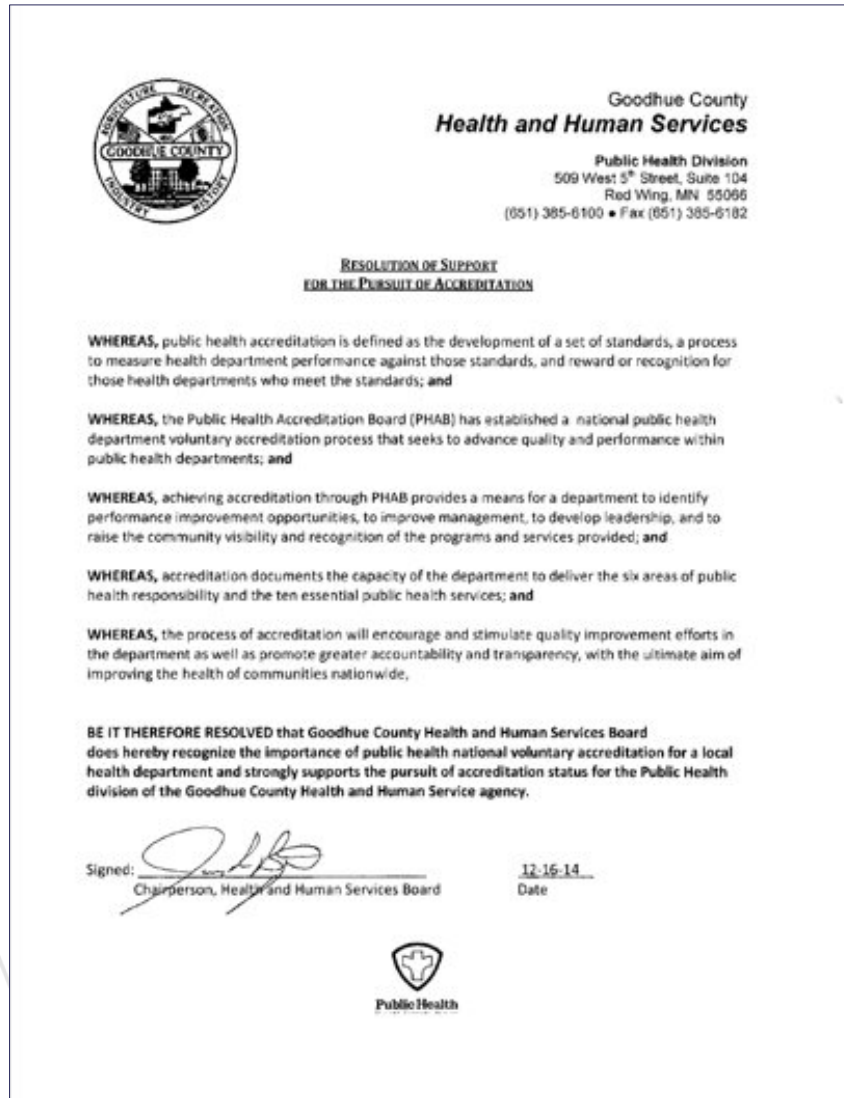 AGRICULTURE RECREATION
GOODHUE COUNTY
INDUSTRY HISTORY
Goodhue County
Health and Human Services
Public Health Division
509 West 5th Street, Suite 104
Red Wing, MN 55066
(651) 385-6100 ● Fax (651) 385-6182
RESOLUTION OF SUPPORT
FOR THE PURSUIT OF ACCREDITATION
WHEREAS, public health accreditation is defined as the development of a set of standards, a process
to measure health department performance against those standards, and reward or recognition for
those health departments who meet the standards; and
WHEREAS, the Public Health Accreditation Board (PHAB) has established a national public health
department voluntary accreditation process that seeks to advance quality and performance within
public health departments; and
WHEREAS, achieving accreditation through PHAB provides a means for a department to identify
performance improvement opportunities, to improve management, to develop leadership, and to
raise the community visibility and recognition of the programs and services provided; and
WHEREAS, accreditation documents the capacity of the department to deliver the six areas of public
health responsibility and the ten essential public health services; and
WHEREAS, the process of accreditation will encourage and stimulate quality improvement efforts in
the department as well as promote greater accountability and transparency, with the ultimate aim of
improving the health of communities nationwide,
BE IT THEREFORE RESOLVED that Goodhue County Health and Human Services Board
does hereby recognize the importance of public health national voluntary accreditation for a local
health department and strongly supports the pursuit of accreditation status for the Public Health
division of the Goodhue County Health and Human Service agency.
Signed: 12-16-14
Chairperson, Health and Human Services Board Date
Public Health